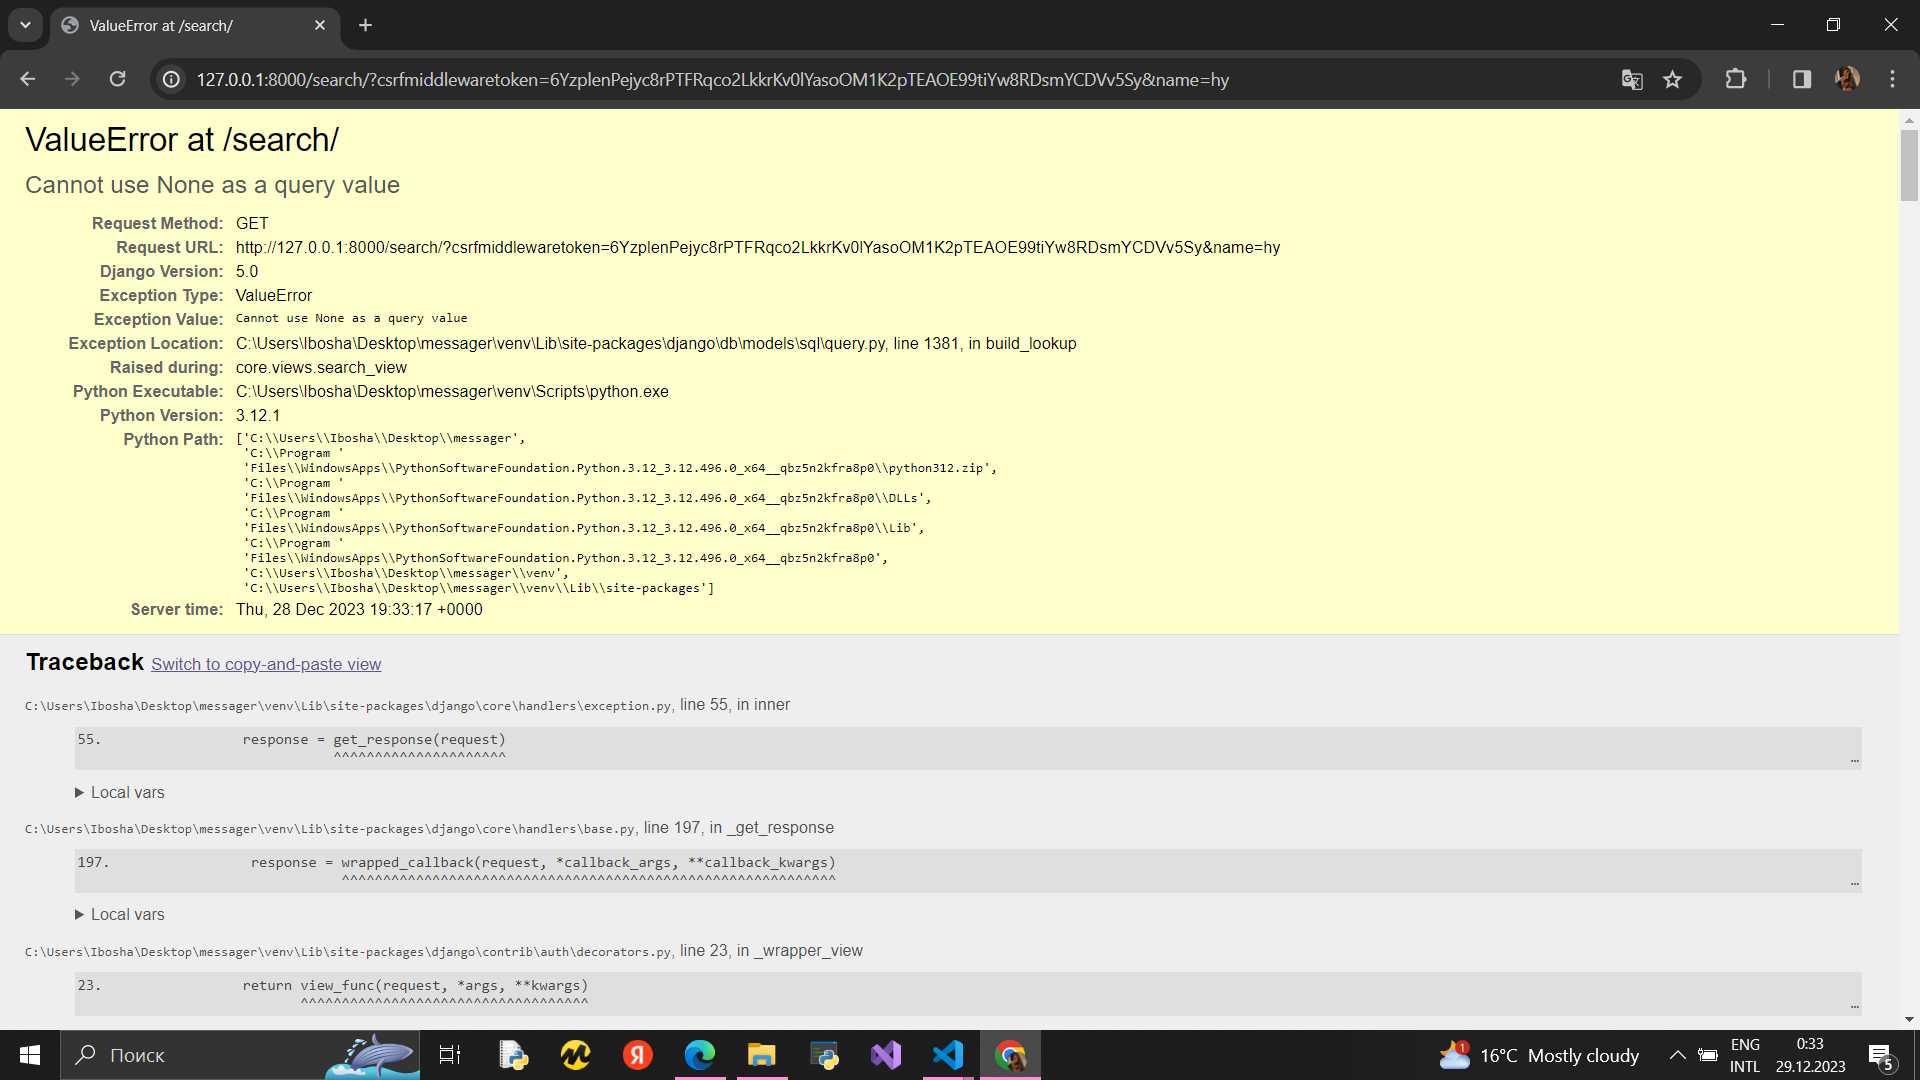 ValueError at /search/
127.0.0.1:8000/search/?csrfmiddlewaretoken=6YzplenPejyc8rPTFRqco2LkkrKv0lYasoOM1K2pTEAOE99tiYw8RDsmYCDVv5Sy&name=hy
ValueError at /search/
Cannot use None as a query value
Request Method: GET
Request URL: http://127.0.0.1:8000/search/?csrfmiddlewaretoken=6YzplenPejyc8rPTFRqco2LkkrKv0lYasoOM1K2pTEAOE99tiYw8RDsmYCDVv5Sy&name=hy
Django Version: 5.0
Exception Type: ValueError
Exception Value: Cannot use None as a query value
Exception Location: C:\Users\Ibosha\Desktop\messager\venv\Lib\site-packages\django\db\models\sql\query.py, line 1381, in build_lookup
Raised during: core.views.search_view
Python Executable: C:\Users\Ibosha\Desktop\messager\venv\Scripts\python.exe
Python Version: 3.12.1
Python Path: ['C:\\Users\\Ibosha\\Desktop\\messager',
'C:\\Program '
'Files\\WindowsApps\\PythonSoftwareFoundation.Python.3.12_3.12.496.0_x64__qbz5n2kfra8p0\\python312.zip',
'C:\\Program '
'Files\\WindowsApps\\PythonSoftwareFoundation.Python.3.12_3.12.496.0_x64__qbz5n2kfra8p0\\DLLs',
'C:\\Program '
'Files\\WindowsApps\\PythonSoftwareFoundation.Python.3.12_3.12.496.0_x64__qbz5n2kfra8p0\\Lib',
'C:\\Program '
'Files\\WindowsApps\\PythonSoftwareFoundation.Python.3.12_3.12.496.0_x64__qbz5n2kfra8p0',
'C:\\Users\\Ibosha\\Desktop\\messager\\venv',
'C:\\Users\\Ibosha\\Desktop\\messager\\venv\\Lib\\site-packages']
Server time: Thu, 28 Dec 2023 19:33:17 +0000
Traceback Switch to copy-and-paste view
C:\Users\Ibosha\Desktop\messager\venv\Lib\site-packages\django\core\handlers\exception.py, line 55, in inner
55. response = get_response(request)
^^^^^^^^^^^^^^^^^^^^^ …
Local vars
C:\Users\Ibosha\Desktop\messager\venv\Lib\site-packages\django\core\handlers\base.py, line 197, in _get_response
197. response = wrapped_callback(request, *callback_args, **callback_kwargs)
^^^^^^^^^^^^^^^^^^^^^^^^^^^^^^^^^^^^^^^^^^^^^^^^^^^^^^^^^^^^ …
Local vars
C:\Users\Ibosha\Desktop\messager\venv\Lib\site-packages\django\contrib\auth\decorators.py, line 23, in _wrapper_view
23. return view_func(request, *args, **kwargs)
^^^^^^^^^^^^^^^^^^^^^^^^^^^^^^^^^^^ …
Поиск
Я
1
16°C Mostly cloudy
ENG
INTL
0:33
29.12.2023
5